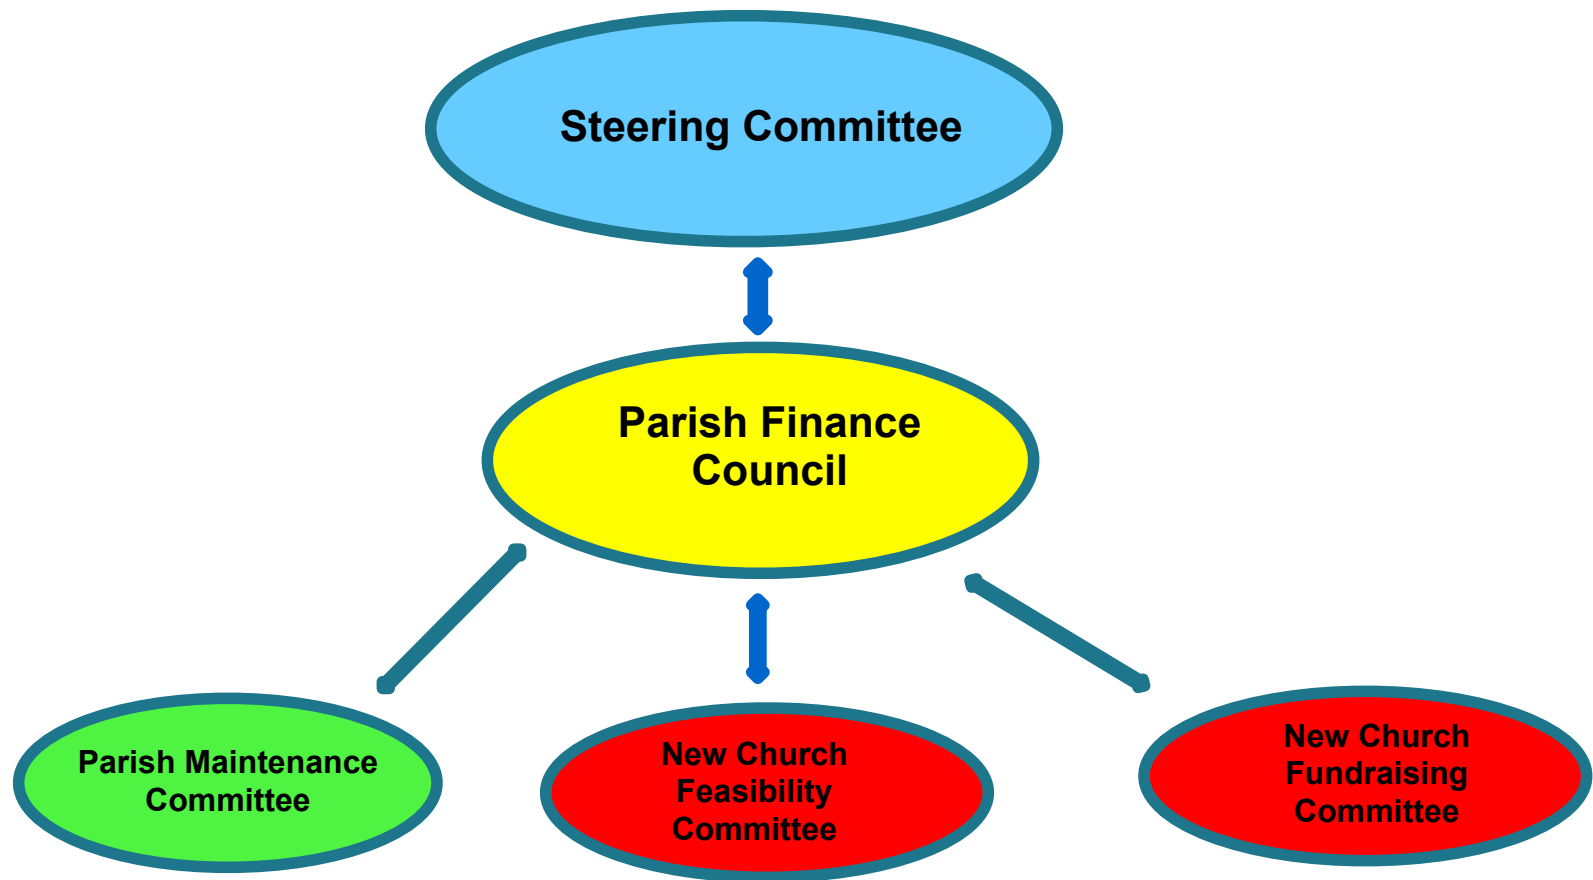 Steering Committee
Parish Finance
Council
Parish Maintenance
Committee
New Church
Feasibility
Committee
New Church
Fundraising
Committee